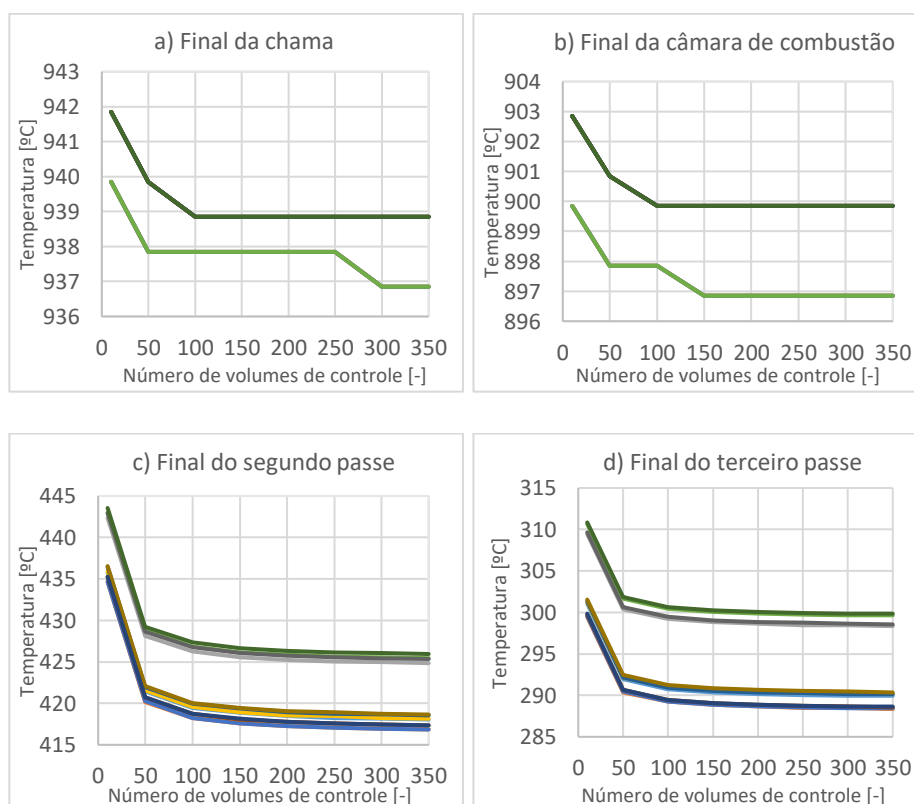 a) Final da chama
Temperatura [ºC]
943
942
941
940
939
938
937
936
0 50 100 150 200 250 300 350
Número de volumes de controle [-]
b) Final da câmara de combustão
Temperatura [ºC]
904
903
902
901
900
899
898
897
896
0 50 100 150 200 250 300 350
Número de volumes de controle [-]
c) Final do segundo passe
Temperatura [ºC]
445
440
435
430
425
420
415
0 50 100 150 200 250 300 350
Número de volumes de controle [-]
d) Final do terceiro passe
Temperatura [ºC]
315
310
305
300
295
290
285
0 50 100 150 200 250 300 350
Número de volumes de controle [-]